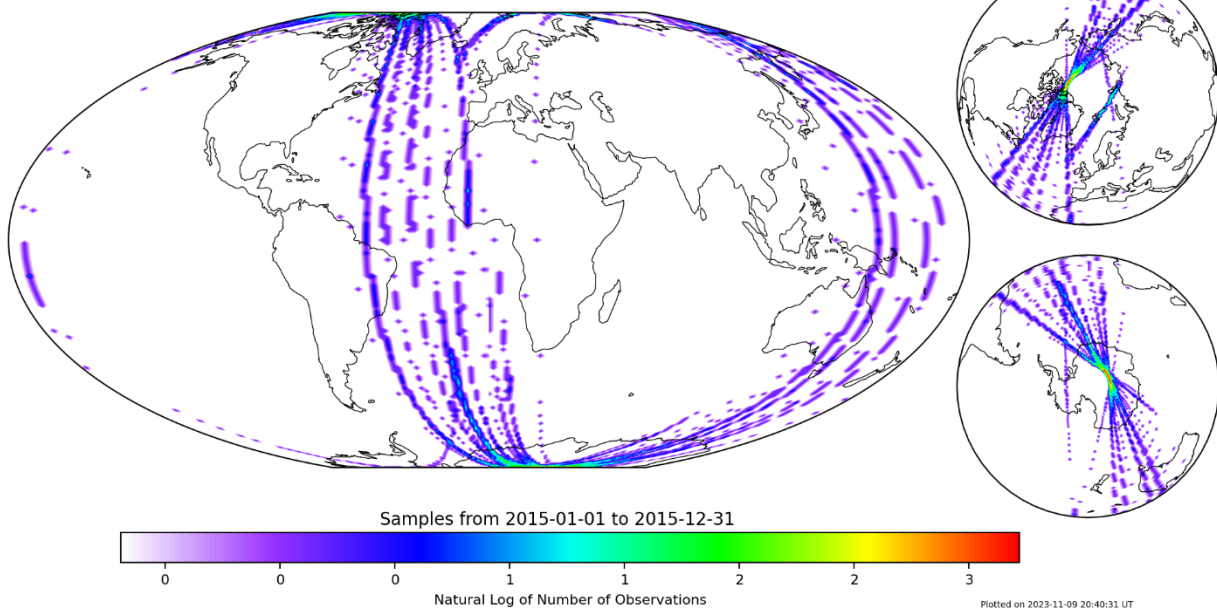 Samples from 2015-01-01 to 2015-12-31
0 0 0 1 1 2 2 3
Natural Log of Number of Observations
Plotted on 2023-11-09 20:40:31 UT